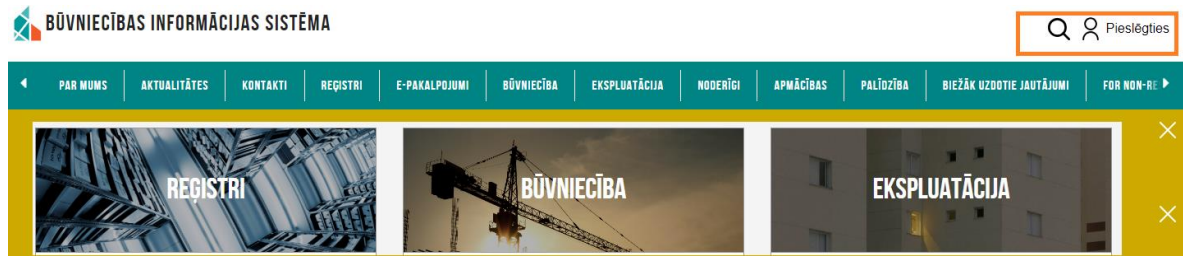 BŪVNIECĪBAS INFORMĀCIJAS SISTĒMA
Pieslēgties
PAR MUMS AKTUALITĀTES KONTAKTI REĢISTRI E-PAKALPOJUMI BŪVNIECĪBA EKSPLUATĀCIJA NODERĪGI APMĀCĪBAS PALĪDZĪBA BIEŽĀK UZDOTIE JAUTĀJUMI FOR NON-RE
REĢISTRI BŪVNIECĪBA EKSPLUATĀCIJA